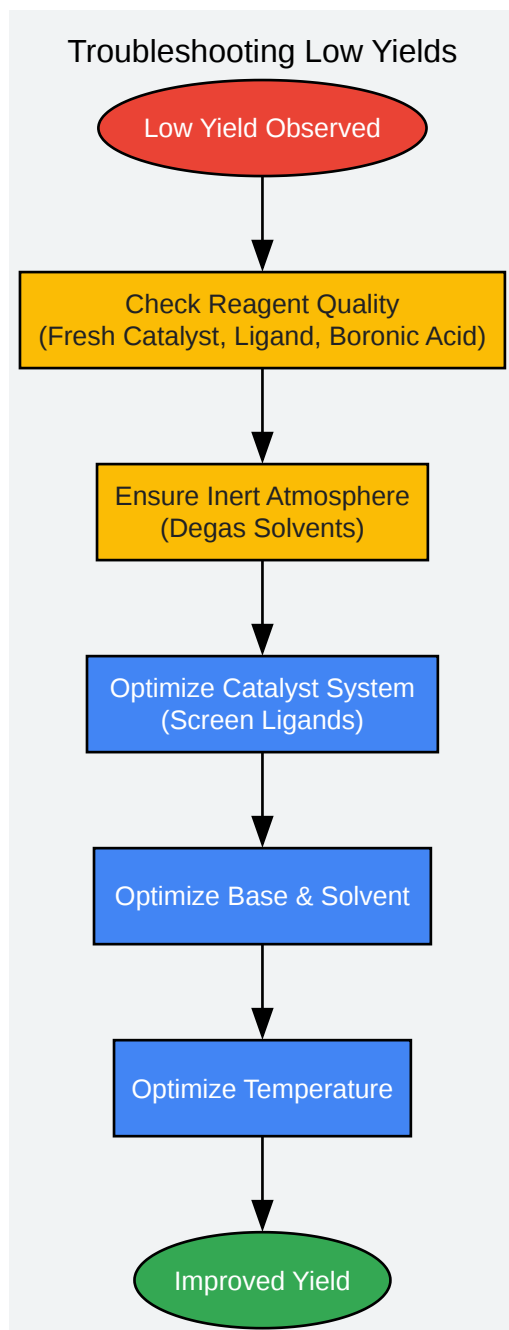 Troubleshooting Low Yields
Low Yield Observed
Check Reagent Quality
(Fresh Catalyst, Ligand, Boronic Acid)
Ensure Inert Atmosphere
(Degas Solvents)
Optimize Catalyst System
(Screen Ligands)
Optimize Base & Solvent
Optimize Temperature
Improved Yield